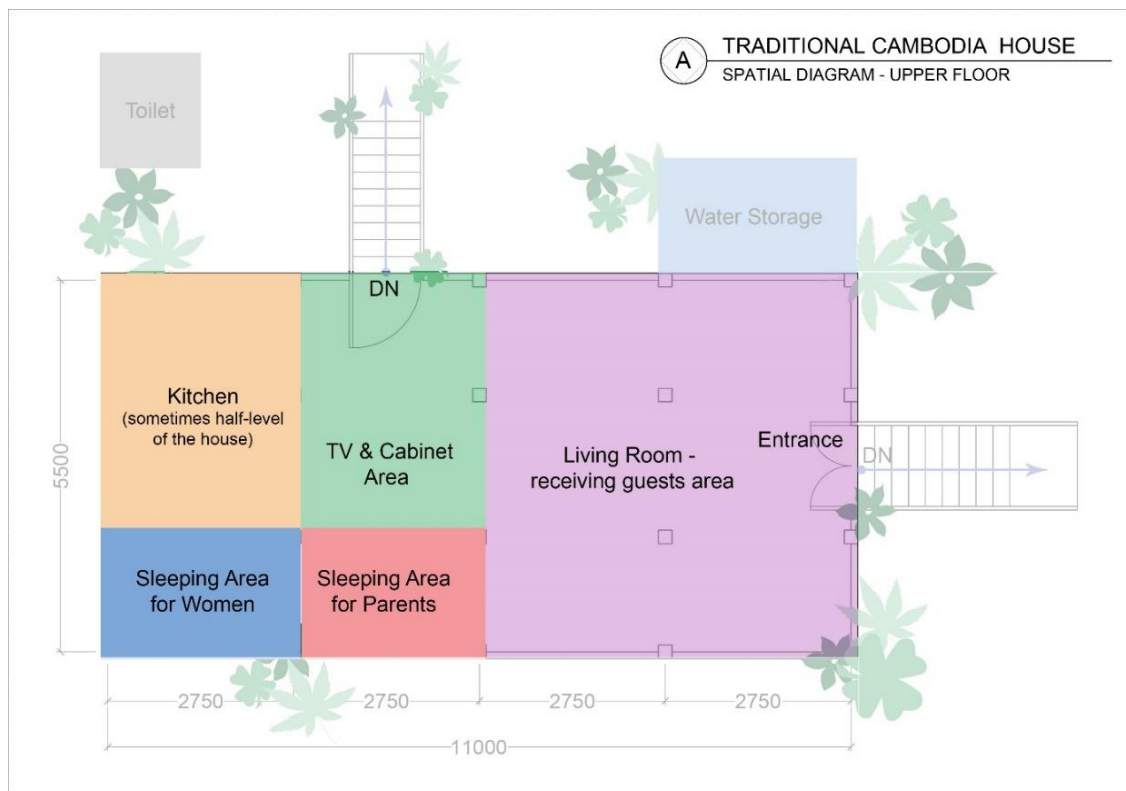 A
TRADITIONAL CAMBODIA HOUSE
SPATIAL DIAGRAM - UPPER FLOOR
Toilet
Water Storage
DN
Kitchen
(sometimes half-level
of the house)
TV & Cabinet
Area
Living Room -
receiving guests area
Entrance
DN
5500
Sleeping Area
for Women
Sleeping Area
for Parents
2750
2750
2750
2750
11000